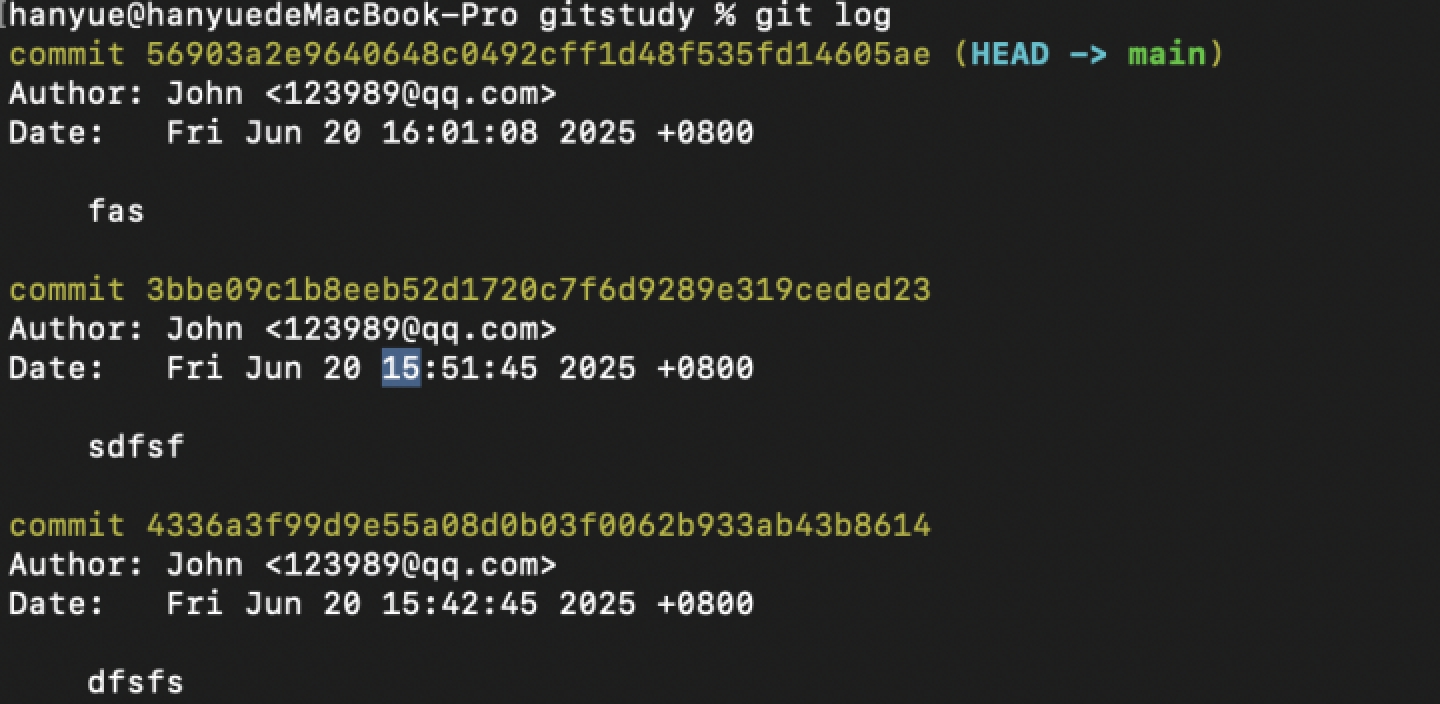 [hanyue@hanyuedeMacBook-Pro gitstudy % git log
commit 56903a2e9640648c0492cff1d48f535fd14605ae (HEAD -> main)
Author: John <123989@qq.com>
Date:   Fri Jun 20 16:01:08 2025 +0800
fas
commit 3bbe09c1b8eeb52d1720c7f6d9289e319ceded23
Author: John <123989@qq.com>
Date:   Fri Jun 20 15:51:45 2025 +0800
sdfsf
commit 4336a3f99d9e55a08d0b03f0062b933ab43b8614
Author: John <123989@qq.com>
Date:   Fri Jun 20 15:42:45 2025 +0800
dfsfs